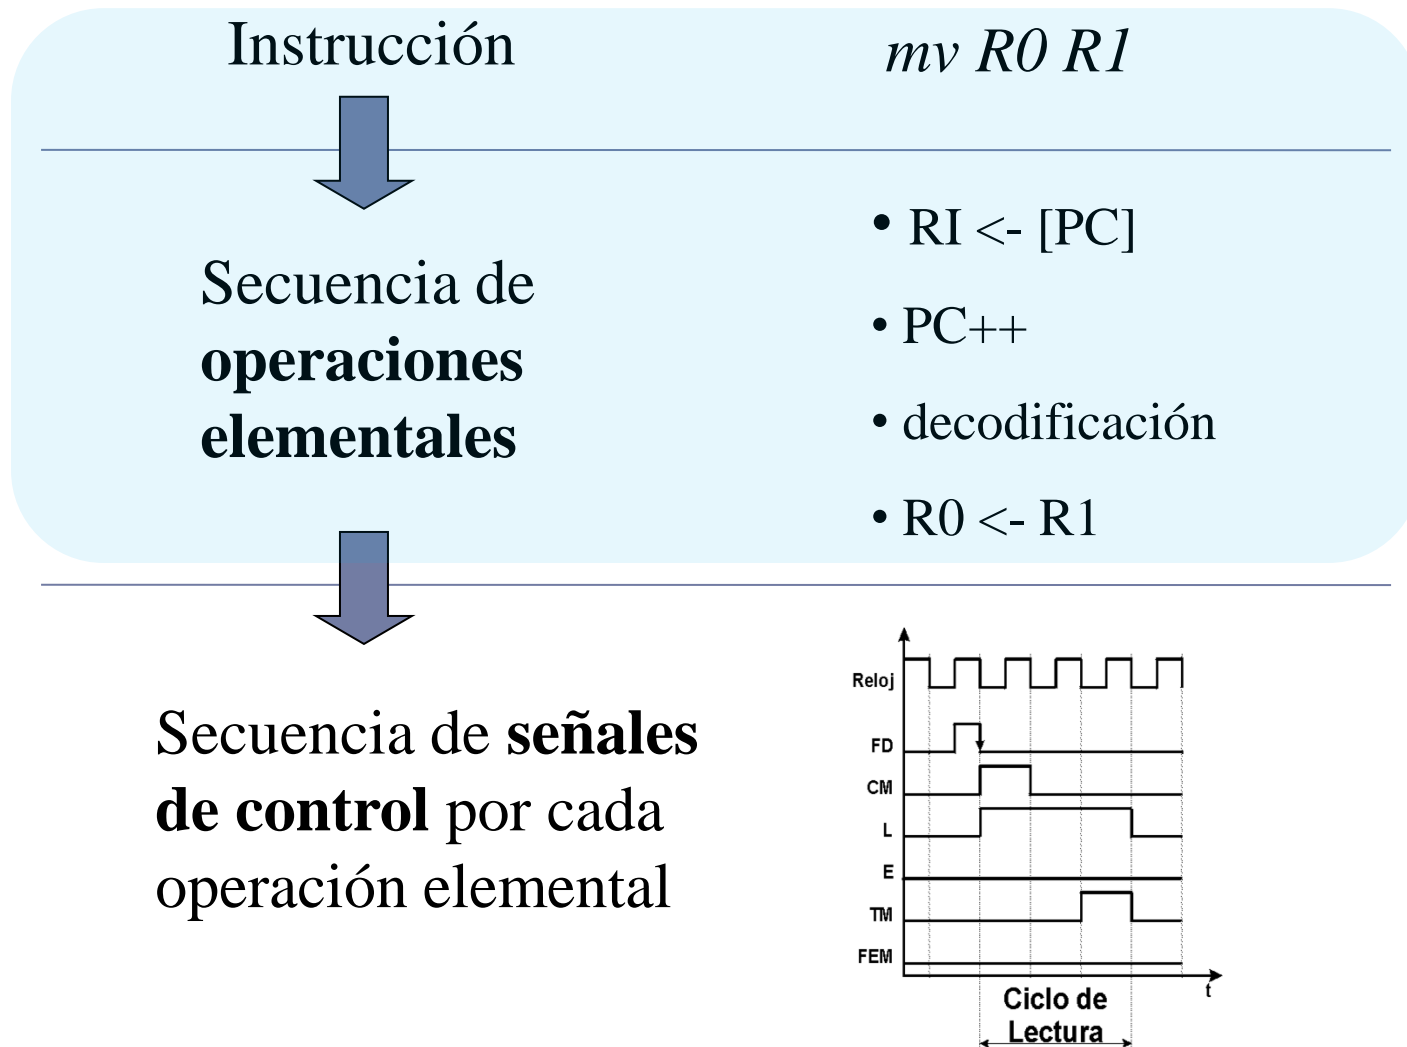 Instrucción
mv R0 R1
Secuencia de
operaciones
elementales
• RI <- [PC]
• PC++
• decodificación
• R0 <- R1
Secuencia de señales
de control por cada
operación elemental
Reloj
FD
CM
L
E
TM
FEM
t
Ciclo de
Lectura